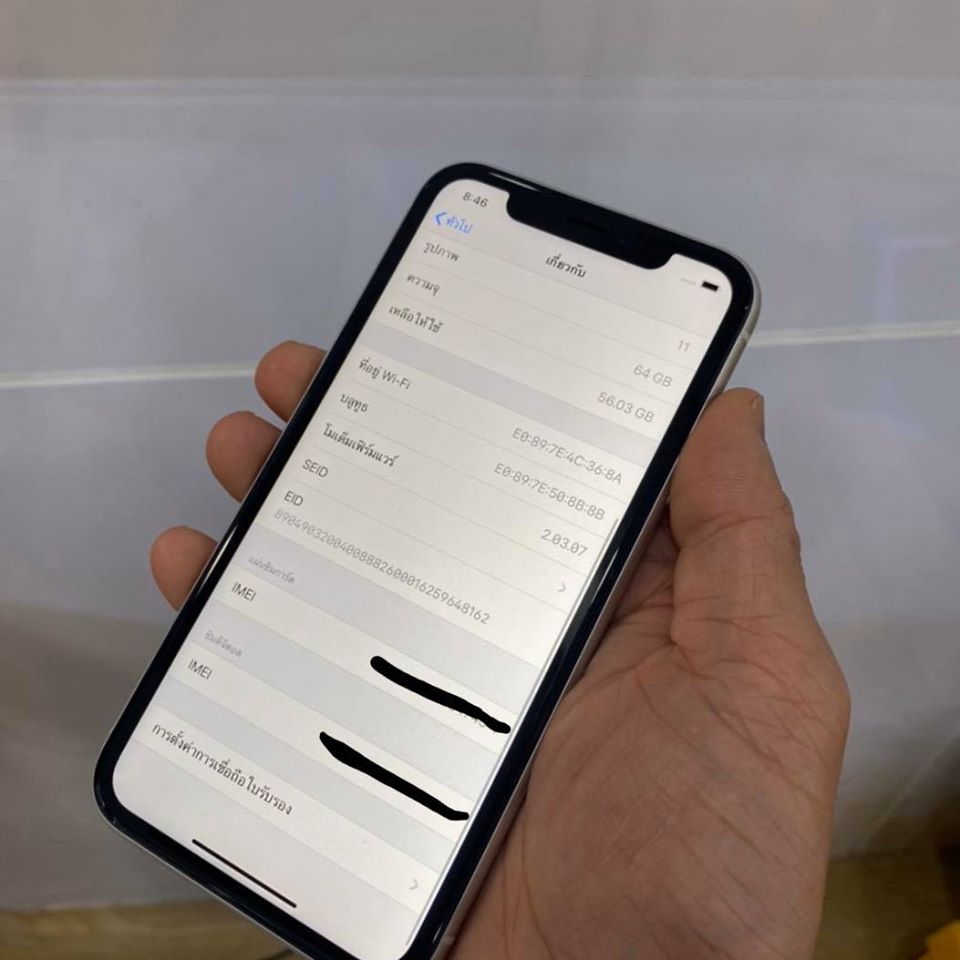 8:46
ทั่วไป
เกี่ยวกับ
รูปภาพ 11
ความจุ 64 GB
เหลือให้ใช้ 56.03 GB
ที่อยู่ Wi-Fi E0:89:7E:4C:36:8A
บลูทูธ E0:89:7E:50:8B:8B
โมเด็มเฟิร์มแวร์ 2.03.07
SEID
EID
89049032004008882600016259648162
แผ่นซิมการ์ด
IMEI
ซิมดิจิตอล
IMEI
การตั้งค่าการเชื่อถือใบรับรอง